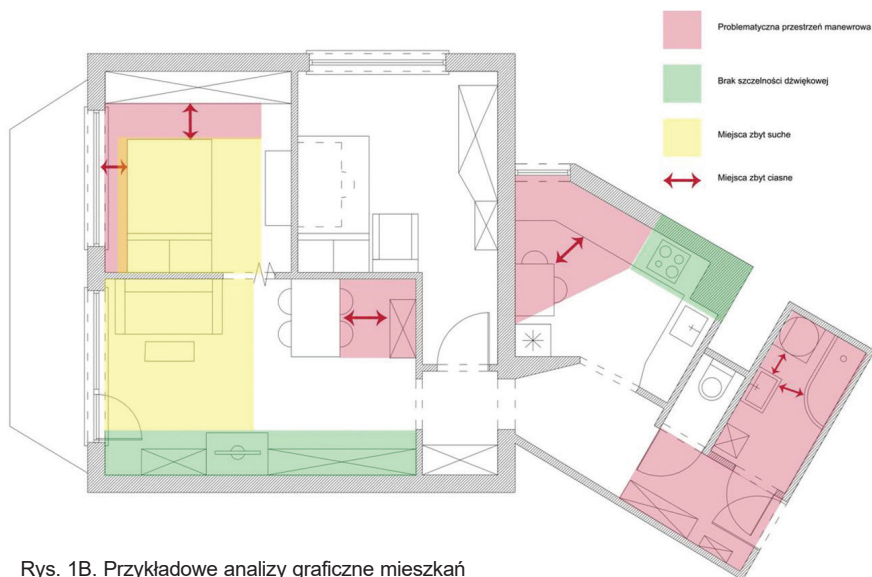 Problematyczna przestrzeń manewrowa
Brak szczelności dźwiękowej
Miejsca zbyt suche
Miejsca zbyt ciasne
Rys. 1B. Przykładowe analizy graficzne mieszkań